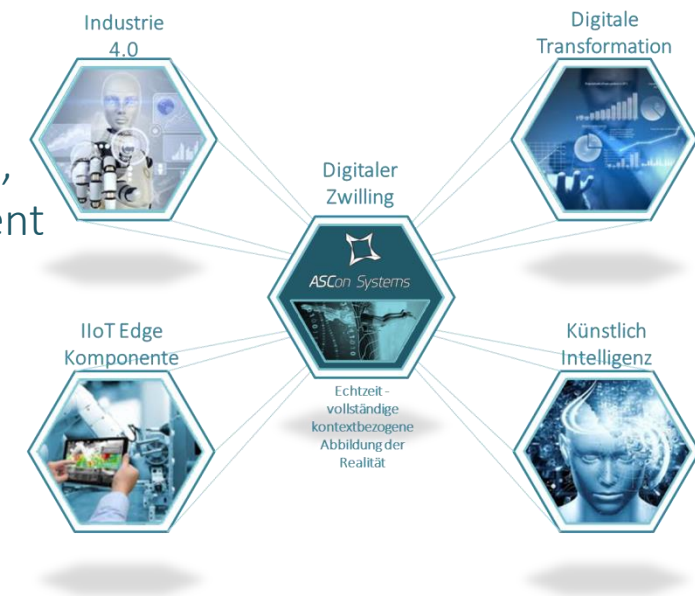 Industrie
4.0
Digitale
Transformation
,
ent
Digitaler
Zwilling
ASCon Systems
IIoT Edge
Komponente
Künstlich
Intelligenz
Echtzeit -
vollständige
kontextbezogene
Abbildung der
Realität